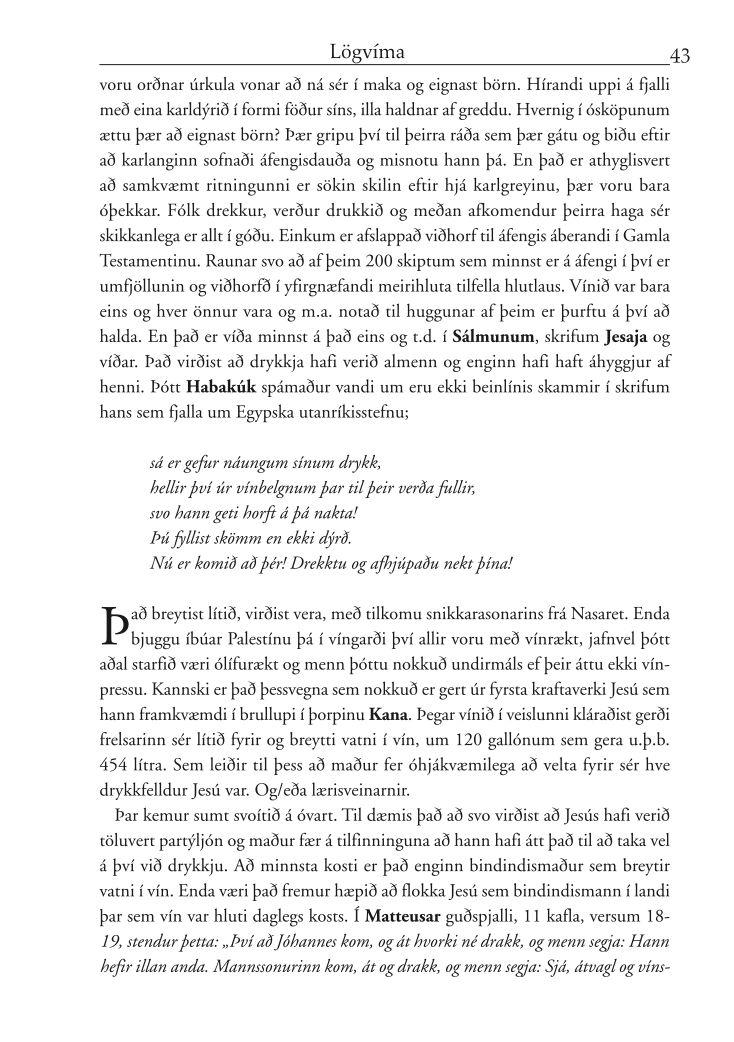 Lögvíma
43
voru orðnar úrkula vonar að ná sér í maka og eignast börn. Hírandi uppi á fjalli
með eina karldýrið í formi föður síns, illa haldnar af greddu. Hvernig í ósköpunum
ættu þær að eignast börn? Þær gripu því til þeirra ráða sem þær gátu og biðu eftir
að karlanginn sofnaði áfengisdauða og misnotu hann þá. En það er athyglisvert
að samkvæmt ritningunni er sökin skilin eftir hjá karlgreyinu, þær voru bara
óþekkar. Fólk drekkur, verður drukkið og meðan afkomendur þeirra haga sér
skikkanlega er allt í góðu. Einkum er afslappað viðhorf til áfengis áberandi í Gamla
Testamentinu. Raunar svo að af þeim 200 skiptum sem minnst er á áfengi í því er
umfjöllunin og viðhorfð í yfirgnæfandi meirihluta tilfella hlutlaus. Vínið var bara
eins og hver önnur vara og m.a. notað til huggunar af þeim er þurftu á því að
halda. En það er víða minnst á það eins og t.d. í Sálmunum, skrifum Jesaja og
víðar. Það virðist að drykkja hafi verið almenn og enginn hafi haft áhyggjur af
henni. Þótt Habakúk spámaður vandi um eru ekki beinlínis skammir í skrifum
hans sem fjalla um Egypska utanríkisstefnu;
sá er gefur náungum sínum drykk,
hellir því úr vínbelgnum þar til þeir verða fullir,
svo hann geti horft á þá nakta!
Þú fyllist skömm en ekki dýrð.
Nú er komið að þér! Drekktu og afhjúpaðu nekt þína!
Það breytist lítið, virðist vera, með tilkomu snikkarasonarins frá Nasaret. Enda
bjuggu íbúar Palestínu þá í víngarði því allir voru með vínrækt, jafnvel þótt
aðal starfið væri ólífurækt og menn þóttu nokkuð undirmáls ef þeir áttu ekki vín-
pressu. Kannski er það þessvegna sem nokkuð er gert úr fyrsta kraftaverki Jesú sem
hann framkvæmdi í brullupi í þorpinu Kana. Þegar vínið í veislunni kláraðist gerði
frelsarinn sér lítið fyrir og breytti vatni í vín, um 120 gallónum sem gera u.þ.b.
454 lítra. Sem leiðir til þess að maður fer óhjákvæmilega að velta fyrir sér hve
drykkfelldur Jesú var. Og/eða lærisveinarnir.
Þar kemur sumt svoítið á óvart. Til dæmis það að svo virðist að Jesús hafi verið
töluvert partýljón og maður fær á tilfinninguna að hann hafi átt það til að taka vel
á því við drykkju. Að minnsta kosti er það enginn bindindismaður sem breytir
vatni í vín. Enda væri það fremur hæpið að flokka Jesú sem bindindismann í landi
þar sem vín var hluti daglegs kosts. Í Matteusar guðspjalli, 11 kafla, versum 18-
19, stendur þetta: „Því að Jóhannes kom, og át hvorki né drakk, og menn segja: Hann
hefir illan anda. Mannssonurinn kom, át og drakk, og menn segja: Sjá, átvagl og víns-